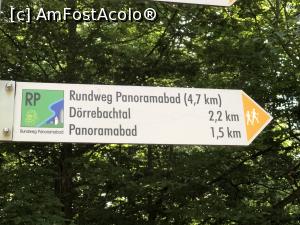 [c] AmFostAcolo®
RP
Rundweg Panoramabad
Rundweg Panoramabad (4,7 km)
Dörrebachtal 2,2 km
Panoramabad 1,5 km